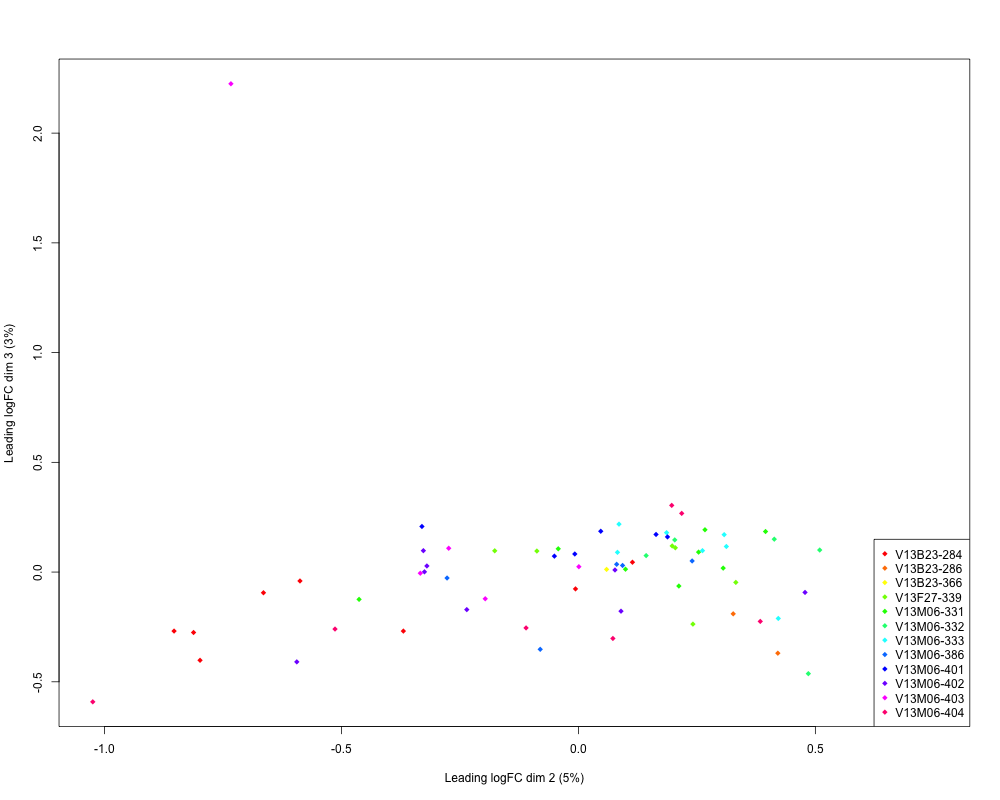 2.0
1.5
1.0
0.5
0.0
-0.5
Leading logFC dim 3 (3%)
-1.0
-0.5
0.0
0.5
Leading logFC dim 2 (5%)
V13B23-284
V13B23-286
V13B23-366
V13F27-339
V13M06-331
V13M06-332
V13M06-333
V13M06-386
V13M06-401
V13M06-402
V13M06-403
V13M06-404